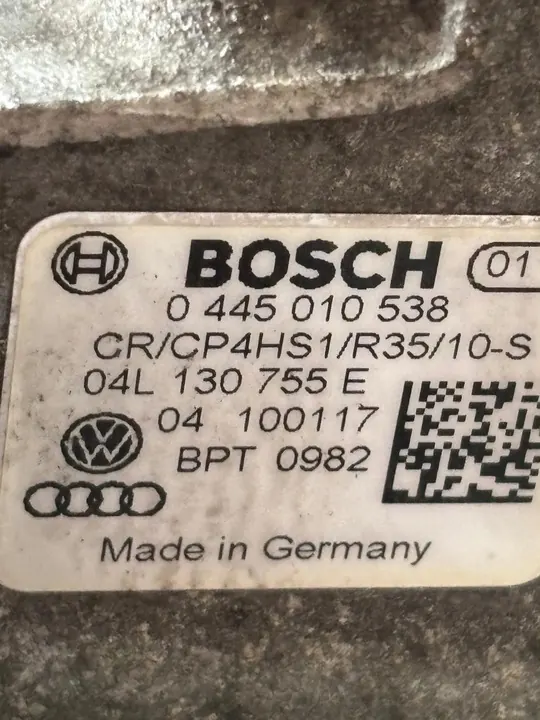 BOSCH 01
0 445 010 538
CR/CP4HS1/R35/10-S
04L 130 755 E
04 100117
BPT 0982
Made in Germany